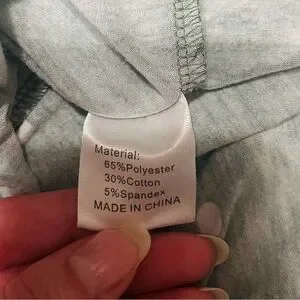 Material:
65%Polyester
30%Cotton
5%Spandex
MADE IN CHINA